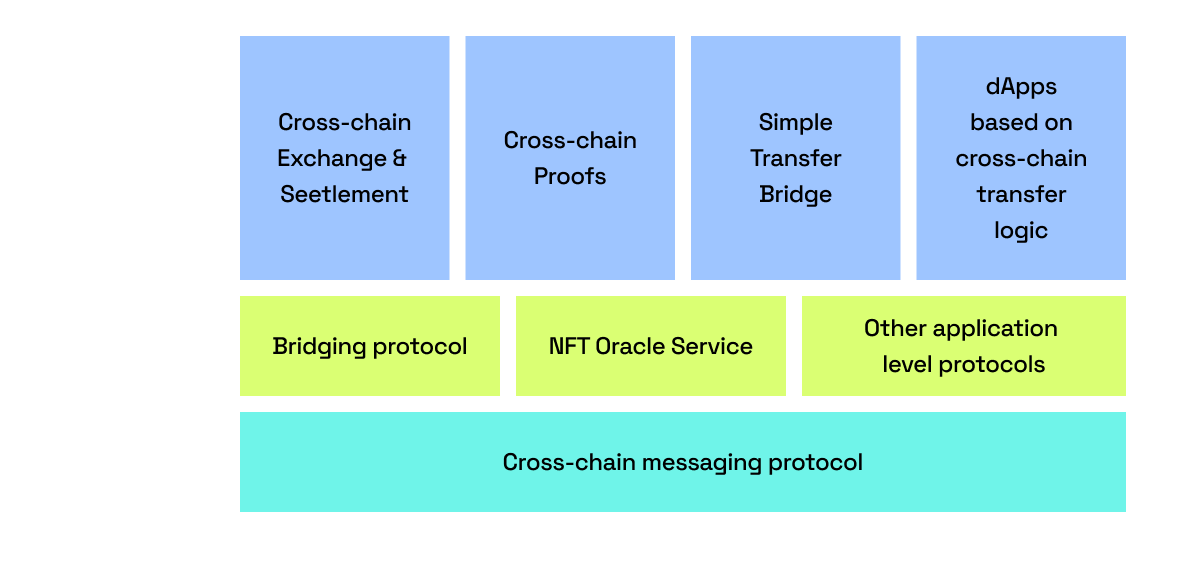 Cross-chain
Exchange &
Seetlement
Cross-chain
Proofs
Simple
Transfer
Bridge
dApps
based on
cross-chain
transfer
logic
Bridging protocol
NFT Oracle Service
Other application
level protocols
Cross-chain messaging protocol